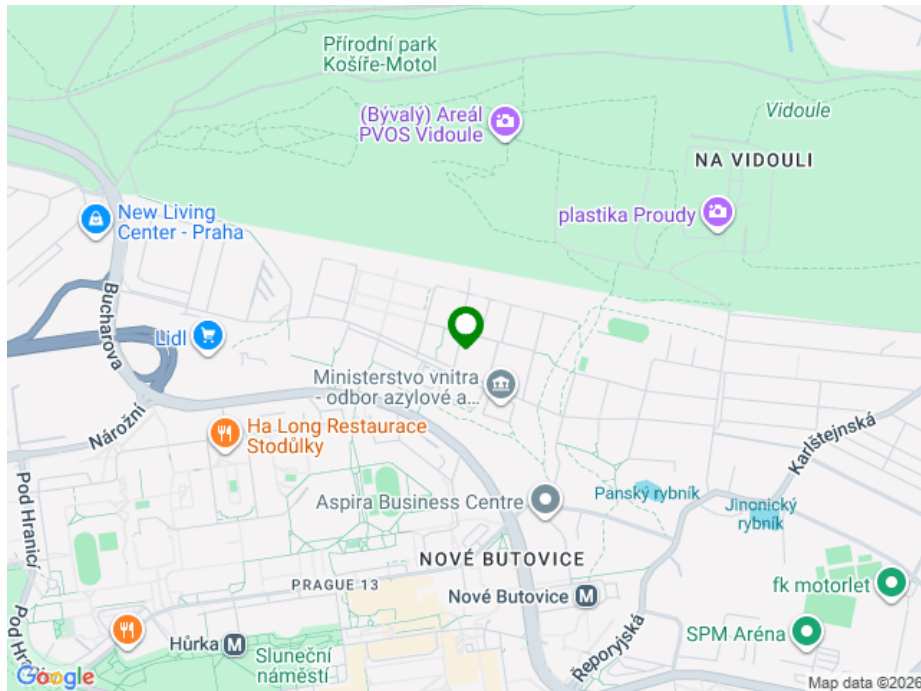 Přírodní park
Košíře-Motol
(Bývalý) Areál
PVOS Vidoule
Vidoule
NA VIDOULI
New Living
Center - Praha
plastika Proudy
Bucharova
Lidl
Ministerstvo vnitra
- odbor azylové a...
Nárožní
Ha Long Restaurace
Stodůlky
Karlštejnská
Pod Hranicí
Aspira Business Centre
Panský rybník
Jinonický
rybník
NOVÉ BUTOVICE
PRAGUE 13
Nové Butovice M
fk motorlet
Hůrka M
SPM Aréna
Řeporyjská
Sluneční
náměstí
Google
Map data ©2026